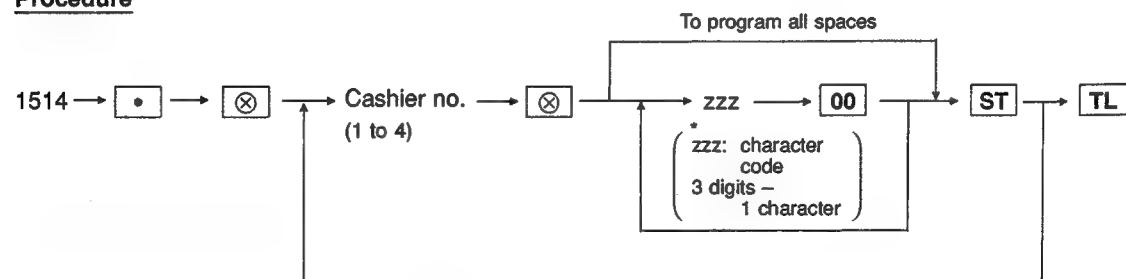 Procedure
To program all spaces
1514 • ⊗ Cashier no. ⊗ zzz 00 ST TL
(1 to 4)
*
zzz: character
code
3 digits –
1 character